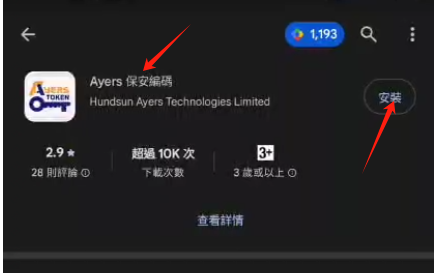 1,193
Ayers 保安編碼
Hundsun Ayers Technologies Limited
AYERS
TOKEN
安裝
2.9 ★
超過 10K 次
3+
28 則評論
下載次數
3 歲或以上
查看詳情